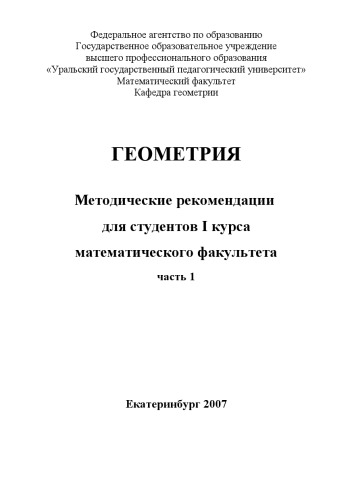 Федеральное агентство по образованию
Государственное образовательное учреждение
высшего профессионального образования
«Уральский государственный педагогический университет»
Математический факультет
Кафедра геометрии
ГЕОМЕТРИЯ
Методические рекомендации
для студентов I курса
математического факультета
часть 1
Екатеринбург 2007